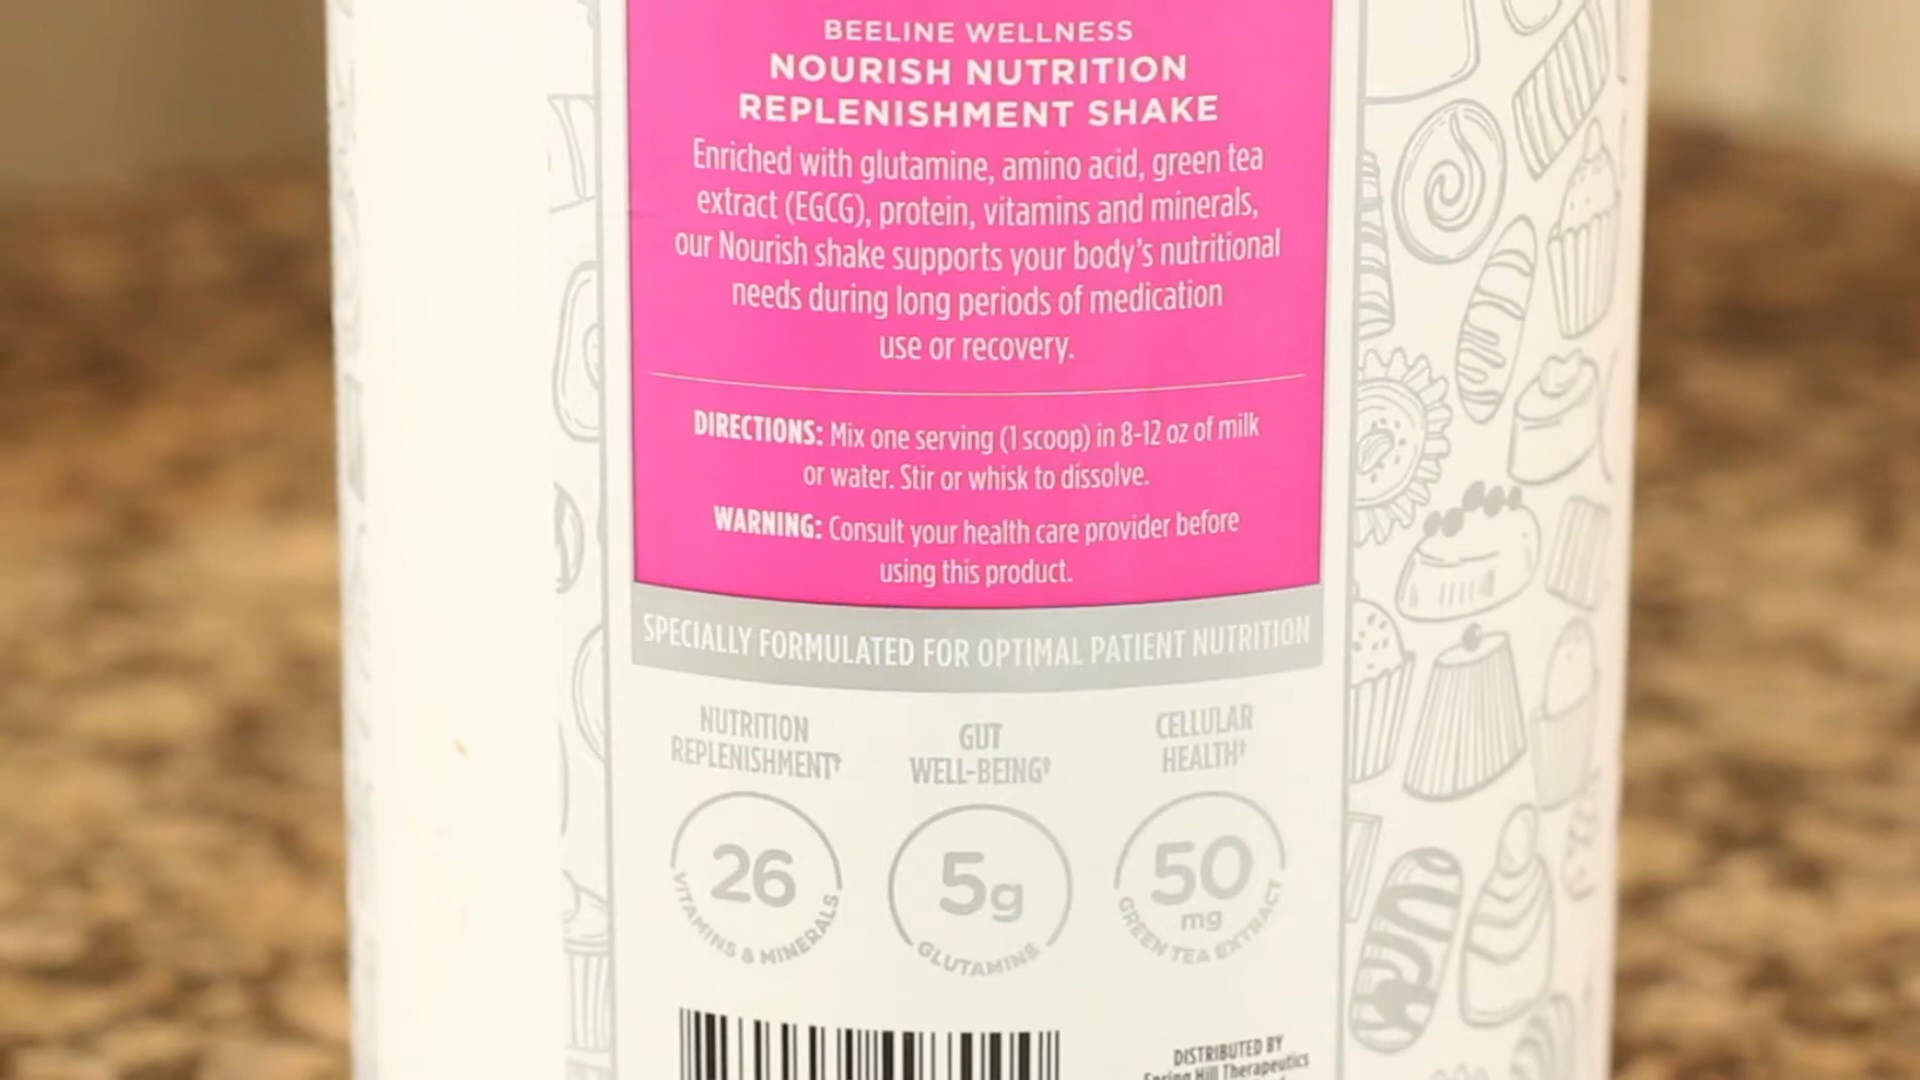 BEELINE WELLNESS
NOURISH NUTRITION
REPLENISHMENT SHAKE
Enriched with glutamine, amino acid, green tea
extract (EGCG), protein, vitamins and minerals,
our Nourish shake supports your body's nutritional
needs during long periods of medication
use or recovery.
DIRECTIONS: Mix one serving (1 scoop) in 8-12 oz of milk
or water. Stir or whisk to dissolve.
WARNING: Consult your health care provider before
using this product.
SPECIALLY FORMULATED FOR OPTIMAL PATIENT NUTRITION
NUTRITION
REPLENISHMENT†
26
VITAMINS & MINERALS
GUT
WELL-BEING†
5g
GLUTAMINE
CELLULAR
HEALTH†
50
mg
GREEN TEA EXTRACT
DISTRIBUTED BY
Spring Hill Therapeutics